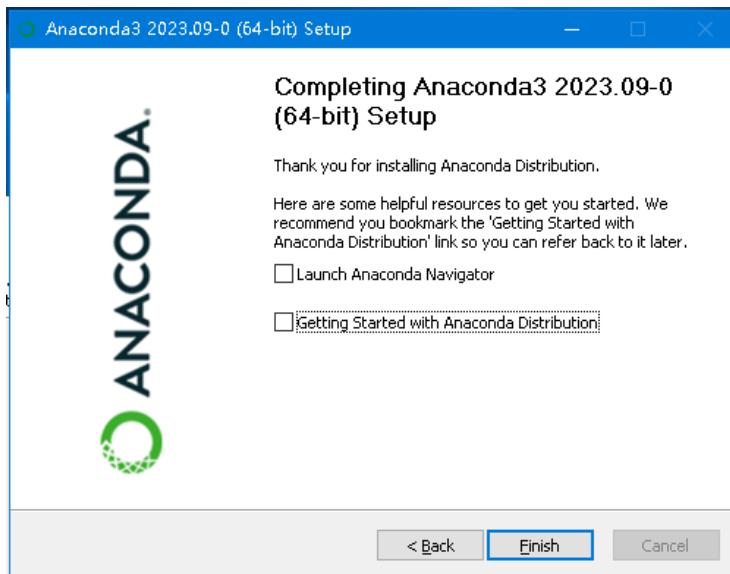 Anaconda3 2023.09-0 (64-bit) Setup
Completing Anaconda3 2023.09-0
(64-bit) Setup
Thank you for installing Anaconda Distribution.
Here are some helpful resources to get you started. We
recommend you bookmark the 'Getting Started with
Anaconda Distribution' link so you can refer back to it later.
Launch Anaconda Navigator
Getting Started with Anaconda Distribution
ANACONDA.
< Back
Finish
Cancel